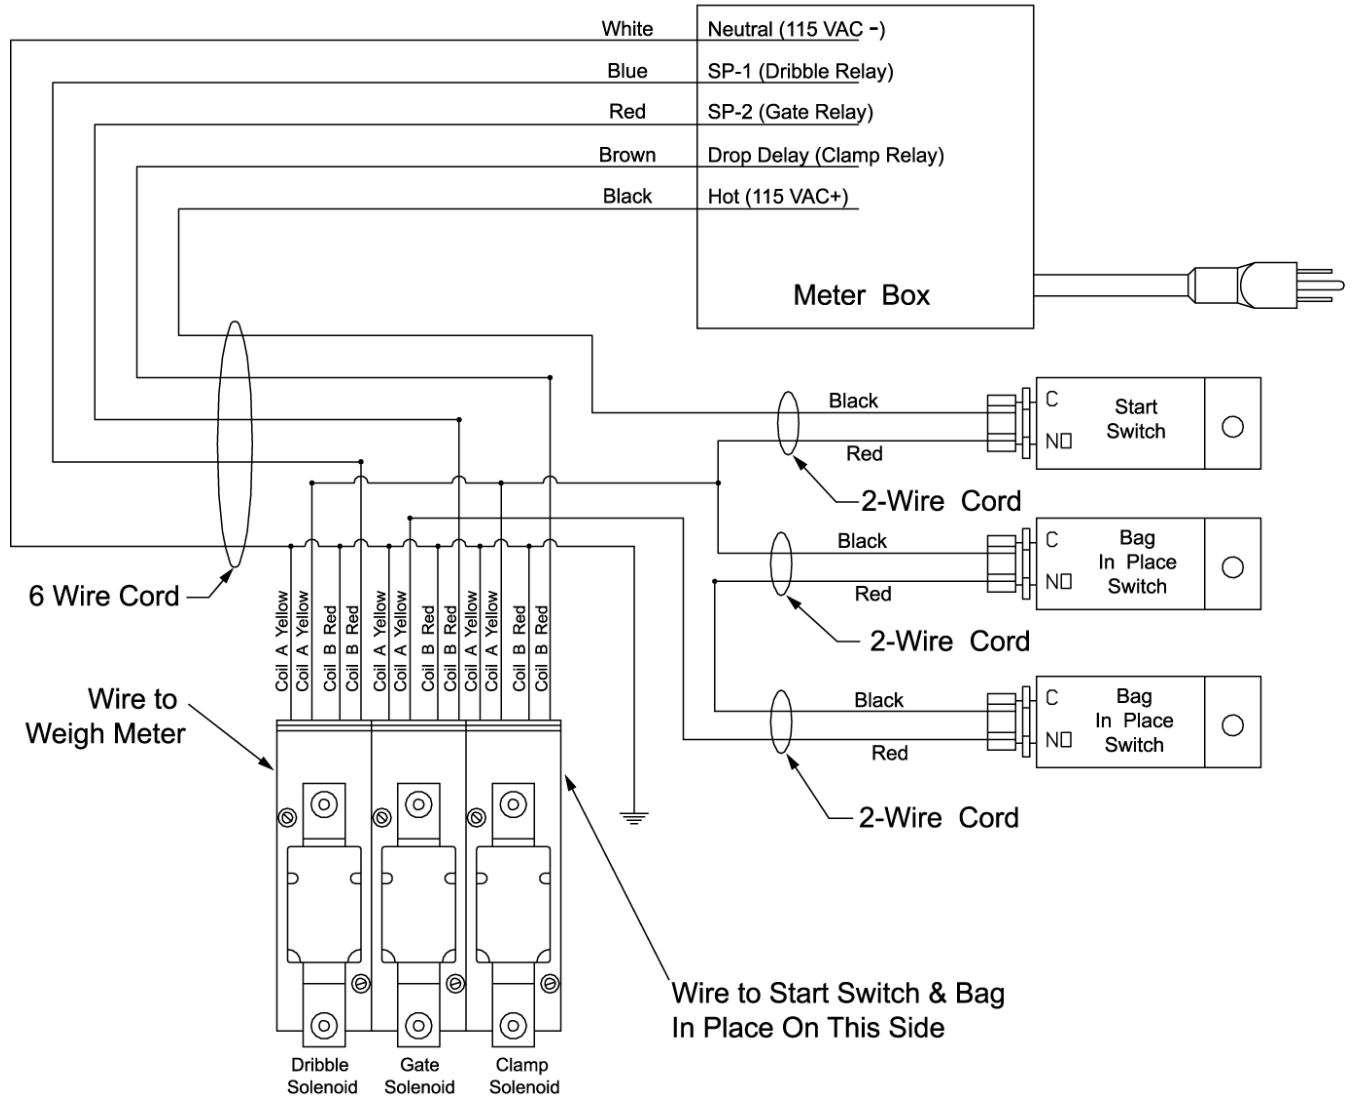 White
Neutral (115 VAC -)
Blue
SP-1 (Dribble Relay)
Red
SP-2 (Gate Relay)
Brown
Drop Delay (Clamp Relay)
Black
Hot (115 VAC+)
Meter Box
Black
Red
C
NO
Start
Switch
2-Wire Cord
Black
Red
C
NO
Bag
In Place
Switch
2-Wire Cord
Black
Red
C
NO
Bag
In Place
Switch
2-Wire Cord
6 Wire Cord
Coil A Yellow
Coil A Yellow
Coil B Red
Coil B Red
Coil A Yellow
Coil A Yellow
Coil B Red
Coil B Red
Coil A Yellow
Coil A Yellow
Coil B Red
Coil B Red
Wire to
Weigh Meter
Wire to Start Switch & Bag
In Place On This Side
Dribble
Solenoid
Gate
Solenoid
Clamp
Solenoid